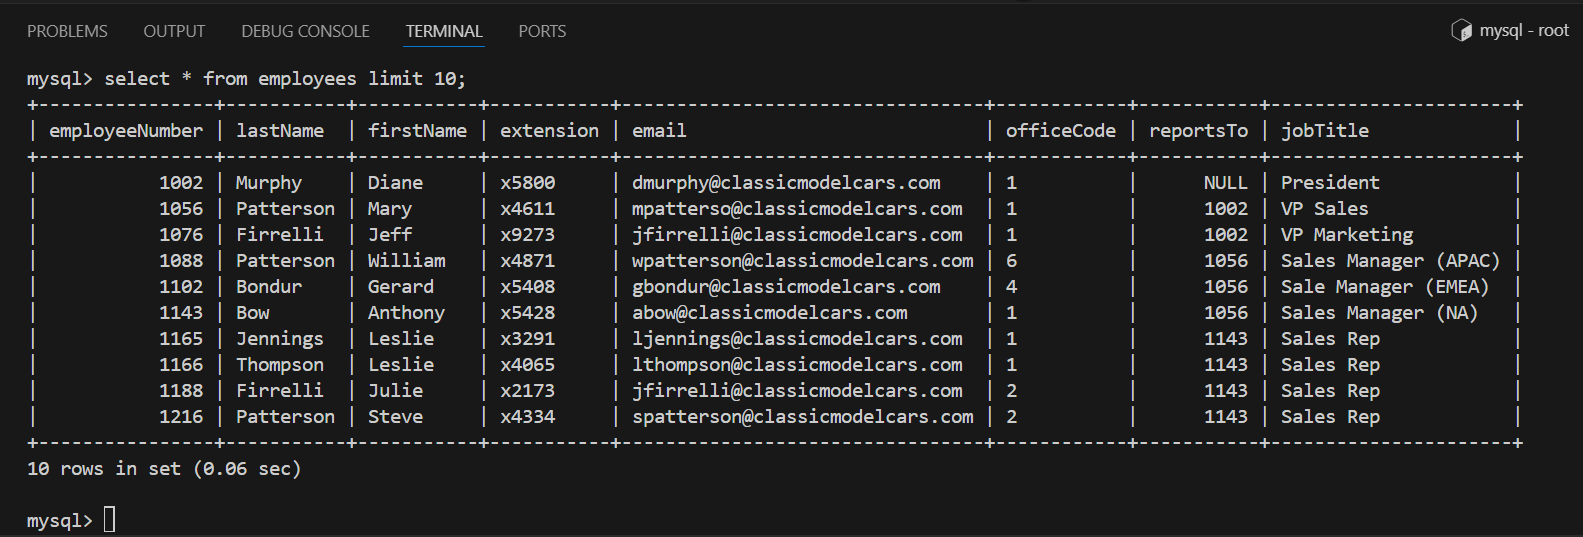 PROBLEMS OUTPUT DEBUG CONSOLE TERMINAL PORTS mysql - root
mysql> select * from employees limit 10;
+----------------+-----------+-----------+-----------+---------------------------------+------------+-----------+----------------------+
| employeeNumber | lastName  | firstName | extension | email                           | officeCode | reportsTo | jobTitle             |
+----------------+-----------+-----------+-----------+---------------------------------+------------+-----------+----------------------+
|           1002 | Murphy    | Diane     | x5800     | dmurphy@classicmodelcars.com    | 1          |      NULL | President            |
|           1056 | Patterson | Mary      | x4611     | mpatterso@classicmodelcars.com  | 1          |      1002 | VP Sales             |
|           1076 | Firrelli  | Jeff      | x9273     | jfirrelli@classicmodelcars.com  | 1          |      1002 | VP Marketing         |
|           1088 | Patterson | William   | x4871     | wpatterson@classicmodelcars.com | 6          |      1056 | Sales Manager (APAC) |
|           1102 | Bondur    | Gerard    | x5408     | gbondur@classicmodelcars.com    | 4          |      1056 | Sale Manager (EMEA)  |
|           1143 | Bow       | Anthony   | x5428     | abow@classicmodelcars.com       | 1          |      1056 | Sales Manager (NA)   |
|           1165 | Jennings  | Leslie    | x3291     | ljennings@classicmodelcars.com  | 1          |      1143 | Sales Rep            |
|           1166 | Thompson  | Leslie    | x4065     | lthompson@classicmodelcars.com  | 1          |      1143 | Sales Rep            |
|           1188 | Firrelli  | Julie     | x2173     | jfirrelli@classicmodelcars.com  | 2          |      1143 | Sales Rep            |
|           1216 | Patterson | Steve     | x4334     | spatterson@classicmodelcars.com | 2          |      1143 | Sales Rep            |
+----------------+-----------+-----------+-----------+---------------------------------+------------+-----------+----------------------+
10 rows in set (0.06 sec)
mysql>